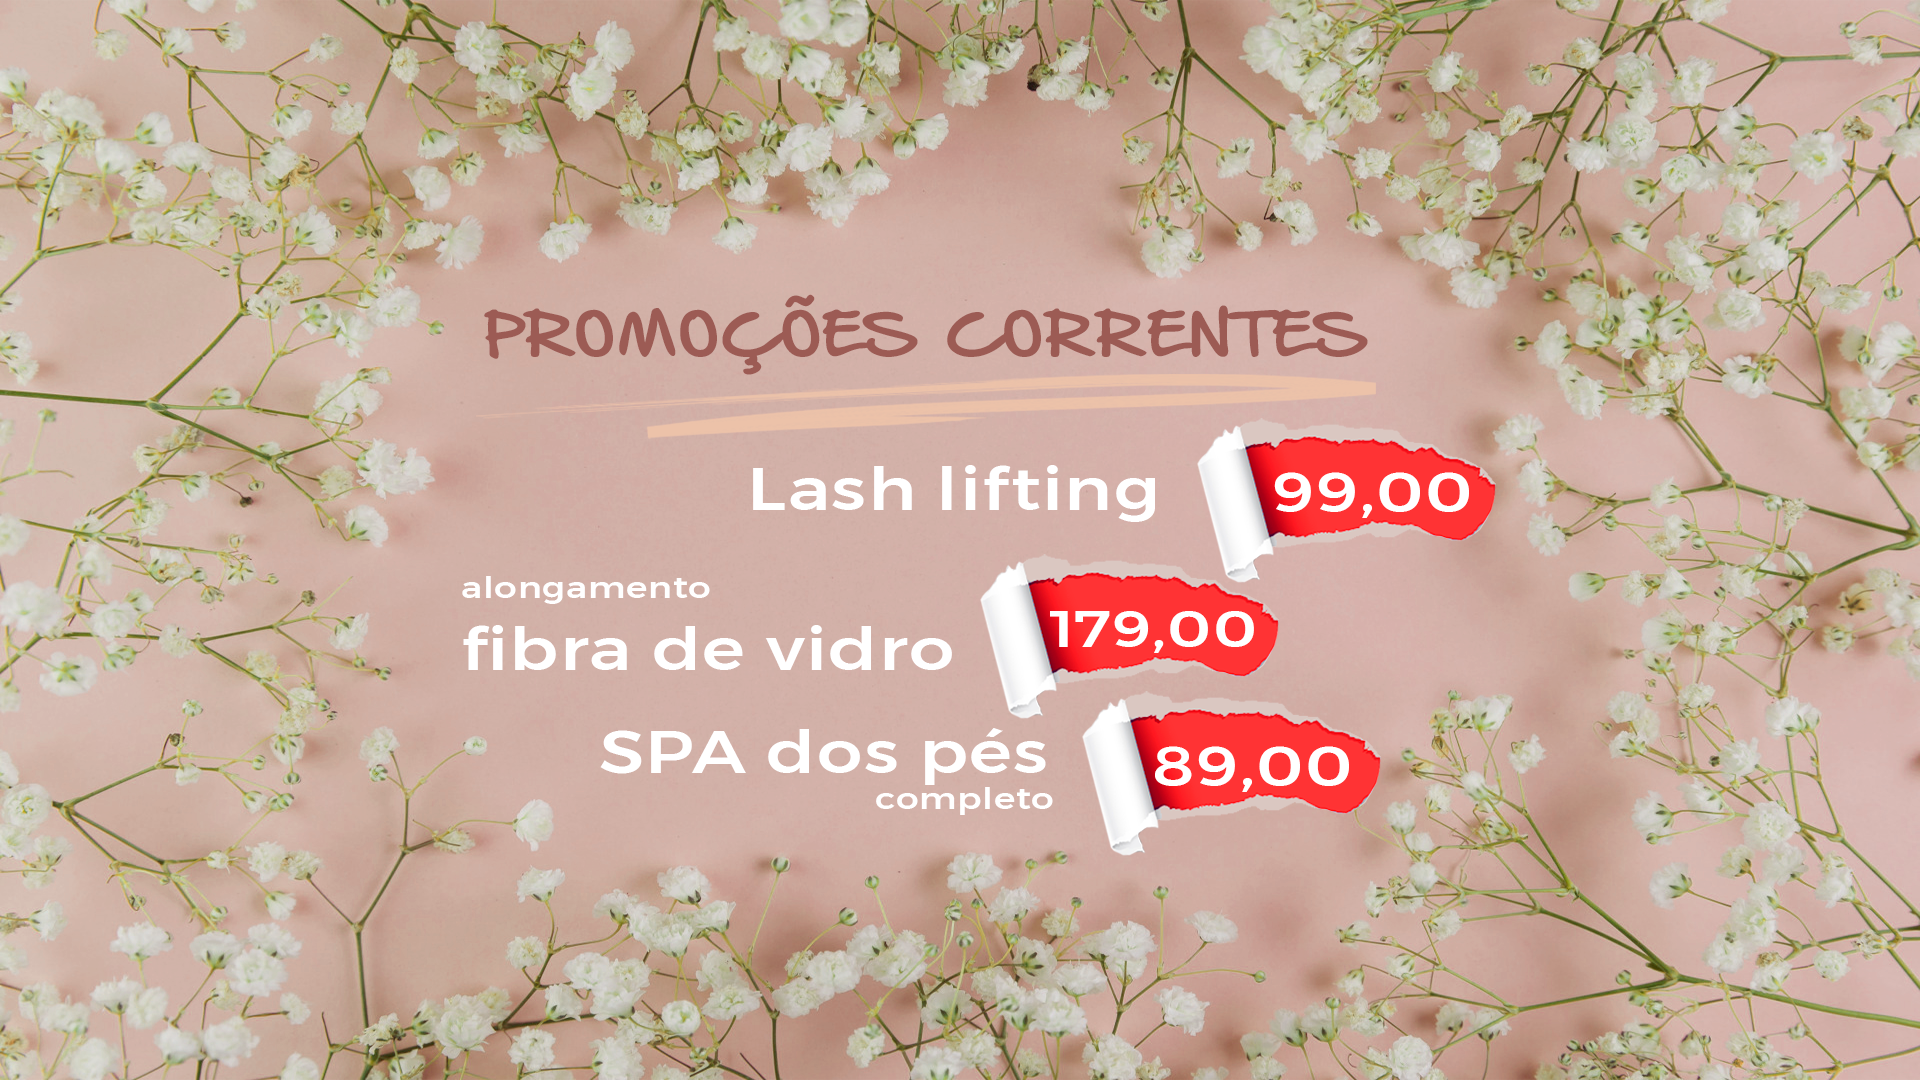 PROMOÇÕES CORRENTES
Lash lifting 99,00
alongamento
fibra de vidro 179,00
SPA dos pés 89,00
completo